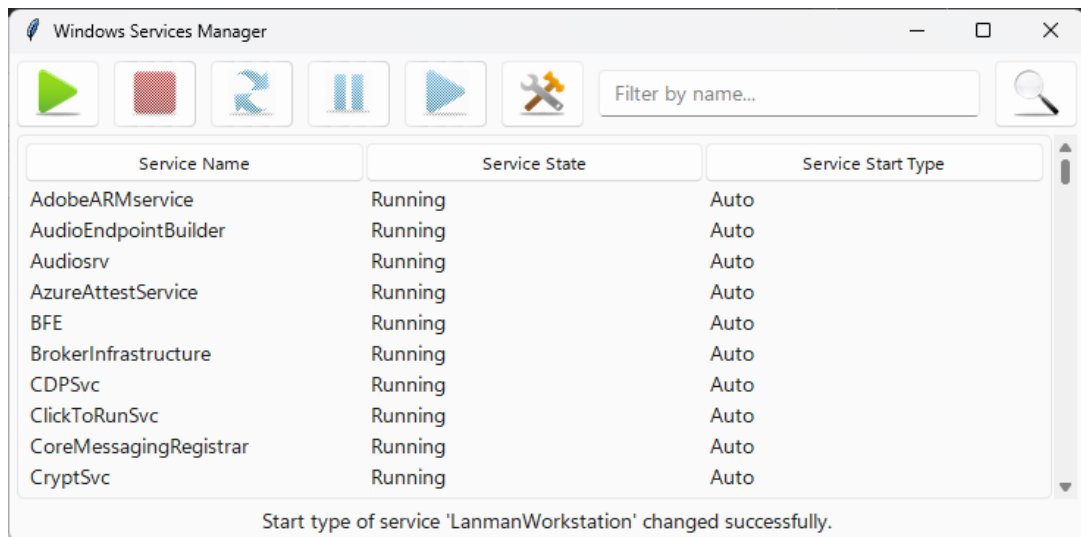 Windows Services Manager
Filter by name...
Service Name Service State Service Start Type
AdobeARMservice Running Auto
AudioEndpointBuilder Running Auto
Audiosrv Running Auto
AzureAttestService Running Auto
BFE Running Auto
BrokerInfrastructure Running Auto
CDPSvc Running Auto
ClickToRunSvc Running Auto
CoreMessagingRegistrar Running Auto
CryptSvc Running Auto
Start type of service 'LanmanWorkstation' changed successfully.